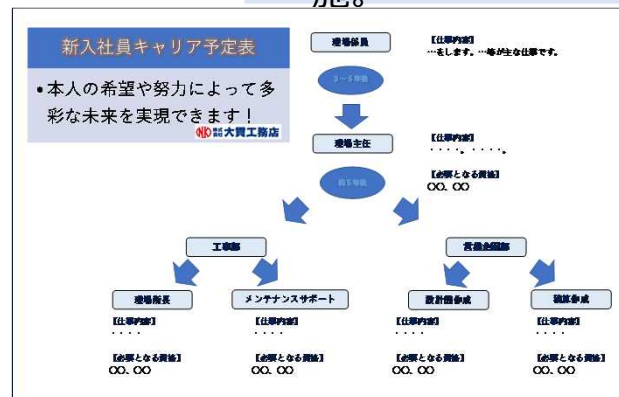 能。
新入社員キャリア予定表
•本人の希望や努力によって多
彩な未来を実現できます！
NK 株式会社 大貫工務店
現場係員
【仕事内容】
…をします。…等が主な仕事です。
3～5年後
現場主任
【仕事内容】
・・・・。・・・・。
【必要となる資格】
〇〇、〇〇
約5年後
工事部
営業企画部
現場所長
メンテナンスサポート
設計図作成
積算作成
【仕事内容】
・・・・
【仕事内容】
・・・・
【仕事内容】
・・・・
【仕事内容】
・・・・
【必要となる資格】
〇〇、〇〇
【必要となる資格】
〇〇、〇〇
【必要となる資格】
〇〇、〇〇
【必要となる資格】
〇〇、〇〇